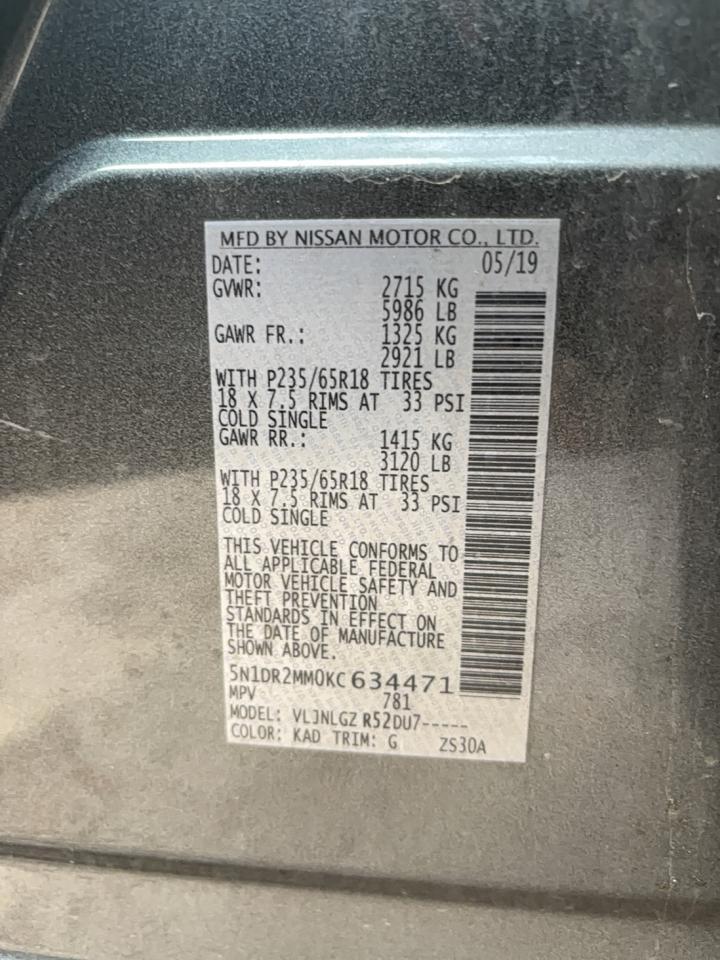 MFD BY NISSAN MOTOR CO., LTD.
DATE: 05/19
GVWR: 2715 KG
5986 LB
GAWR FR.: 1325 KG
2921 LB
WITH P235/65R18 TIRES
18 X 7.5 RIMS AT 33 PSI
COLD SINGLE
GAWR RR.: 1415 KG
3120 LB
WITH P235/65R18 TIRES
18 X 7.5 RIMS AT 33 PSI
COLD SINGLE
THIS VEHICLE CONFORMS TO
ALL APPLICABLE FEDERAL
MOTOR VEHICLE SAFETY AND
THEFT PREVENTION
STANDARDS IN EFFECT ON
THE DATE OF MANUFACTURE
SHOWN ABOVE.
5N1DR2MM0KC634471
MPV 781
MODEL: VLJNLGZ R52DU7-----
COLOR: KAD TRIM: G ZS30A